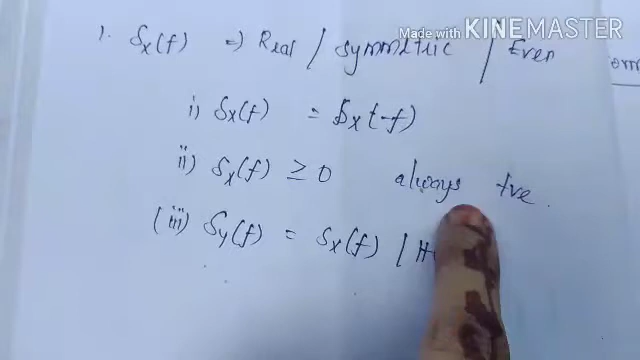 Made with KINEMASTER
1. Sx(f) => Real / symmetric / Even
i) Sx(f) = Sx(-f)
ii) Sx(f) ≥ 0 always +ve.
(iii) Sy(f) = Sx(f) | H